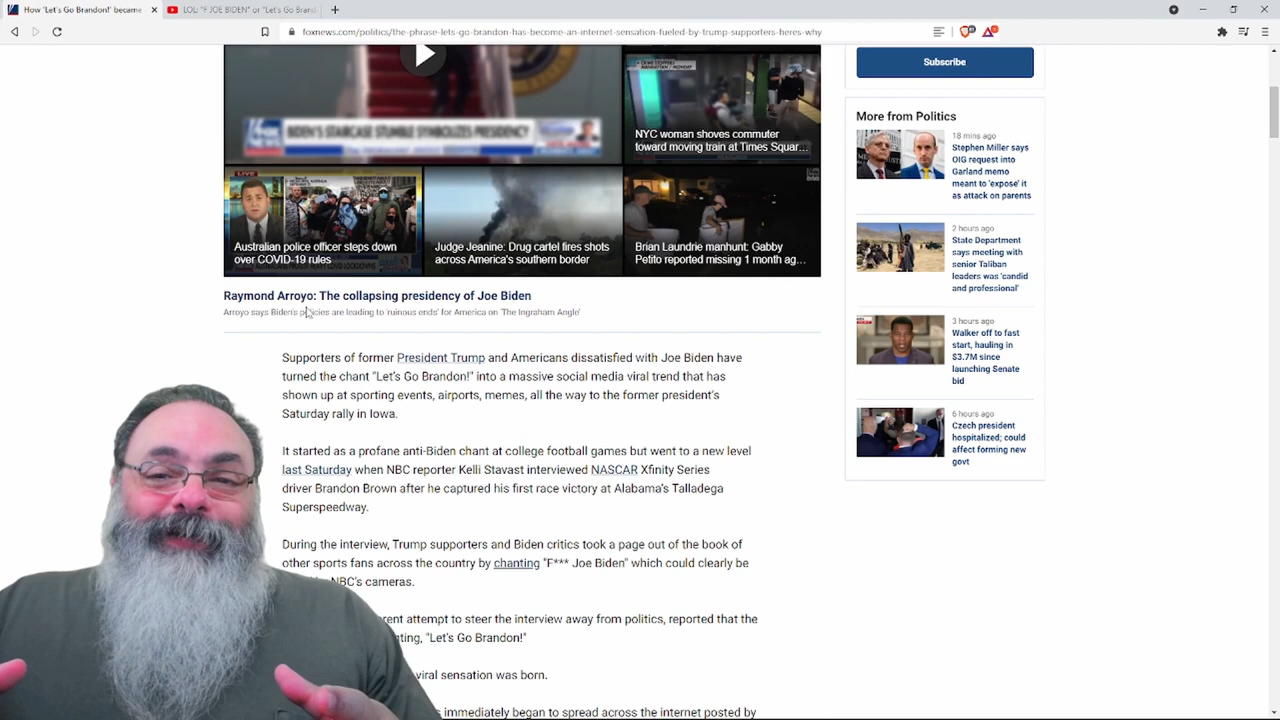 How 'Let's Go Brandon!' became
LOL: "F JOE BIDEN" or "Let's Go Brand
foxnews.com/politics/the-phrase-lets-go-brandon-has-become-an-internet-sensation-fueled-by-trump-supporters-heres-why
Subscribe
BIDEN'S STAIRCASE STUMBLE SYMBOLIZES PRESIDENCY
NYC woman shoves commuter
toward moving train at Times Squar...
LIVE
Australian police officer steps down
over COVID-19 rules
Judge Jeanine: Drug cartel fires shots
across America's southern border
Brian Laundrie manhunt: Gabby
Petito reported missing 1 month ag...
Raymond Arroyo: The collapsing presidency of Joe Biden
Arroyo says Biden's policies are leading to 'ruinous ends' for America on 'The Ingraham Angle'
Supporters of former President Trump and Americans dissatisfied with Joe Biden have
turned the chant "Let's Go Brandon!" into a massive social media viral trend that has
shown up at sporting events, airports, memes, all the way to the former president's
Saturday rally in Iowa.
It started as a profane anti-Biden chant at college football games but went to a new level
last Saturday when NBC reporter Kelli Stavast interviewed NASCAR Xfinity Series
driver Brandon Brown after he captured his first race victory at Alabama's Talladega
Superspeedway.
During the interview, Trump supporters and Biden critics took a page out of the book of
other sports fans across the country by chanting "F*** Joe Biden" which could clearly be
NBC's cameras.
rent attempt to steer the interview away from politics, reported that the
nting, "Let's Go Brandon!"
viral sensation was born.
immediately began to spread across the internet posted by
More from Politics
18 mins ago
Stephen Miller says
OIG request into
Garland memo
meant to 'expose' it
as attack on parents
2 hours ago
State Department
says meeting with
senior Taliban
leaders was 'candid
and professional'
3 hours ago
Walker off to fast
start, hauling in
$3.7M since
launching Senate
bid
6 hours ago
Czech president
hospitalized; could
affect forming new
govt